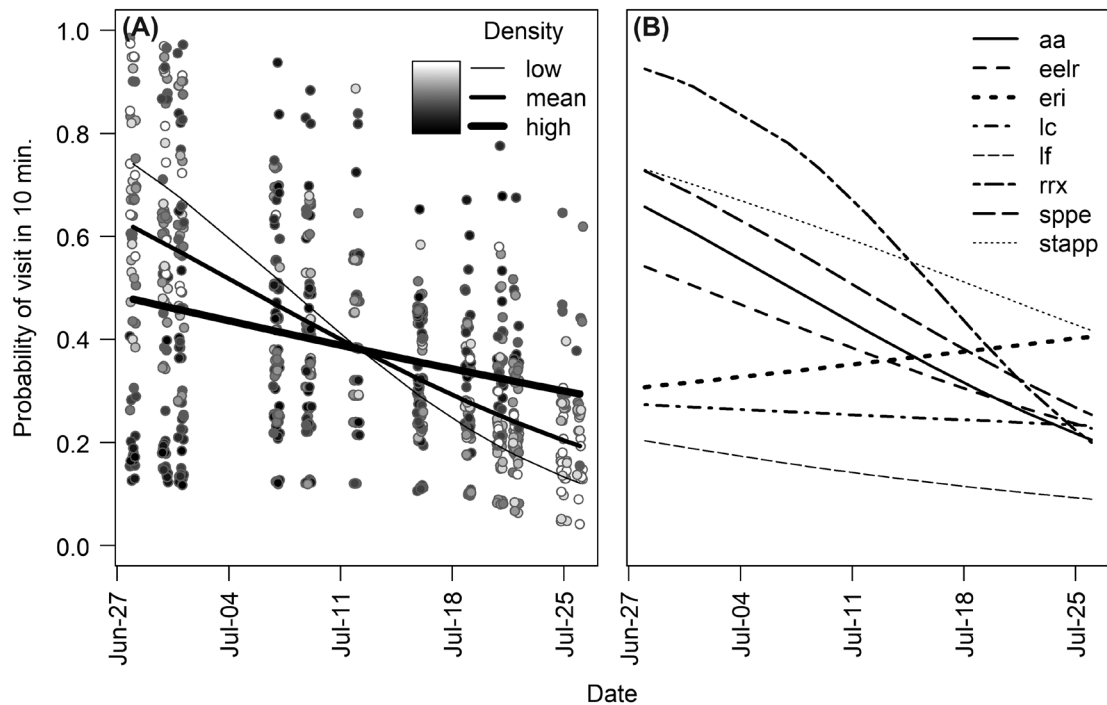 (A)
Density
low
mean
high
Probability of visit in 10 min.
1.0
0.8
0.6
0.4
0.2
0.0
Jun-27
Jul-04
Jul-11
Jul-18
Jul-25
(B)
aa
eelr
eri
lc
lf
rrx
sppe
stapp
Jun-27
Jul-04
Jul-11
Jul-18
Jul-25
Date